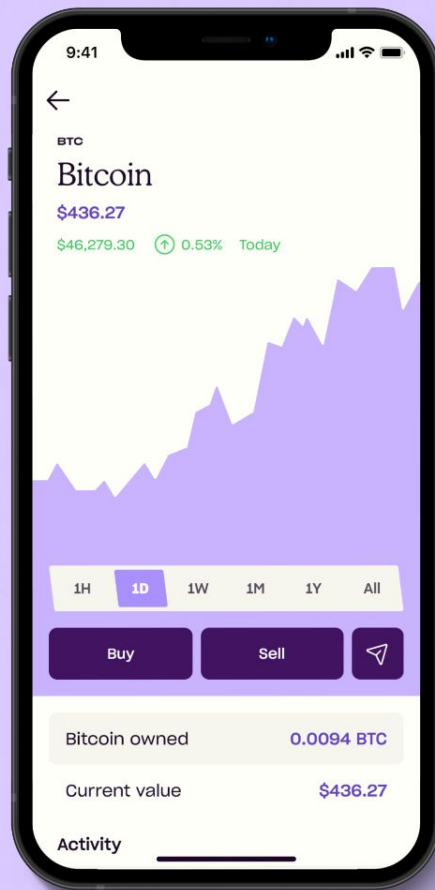 9:41
BTC
Bitcoin
$436.27
$46,279.30 0.53% Today
1H 1D 1W 1M 1Y All
Buy Sell
Bitcoin owned 0.0094 BTC
Current value $436.27
Activity